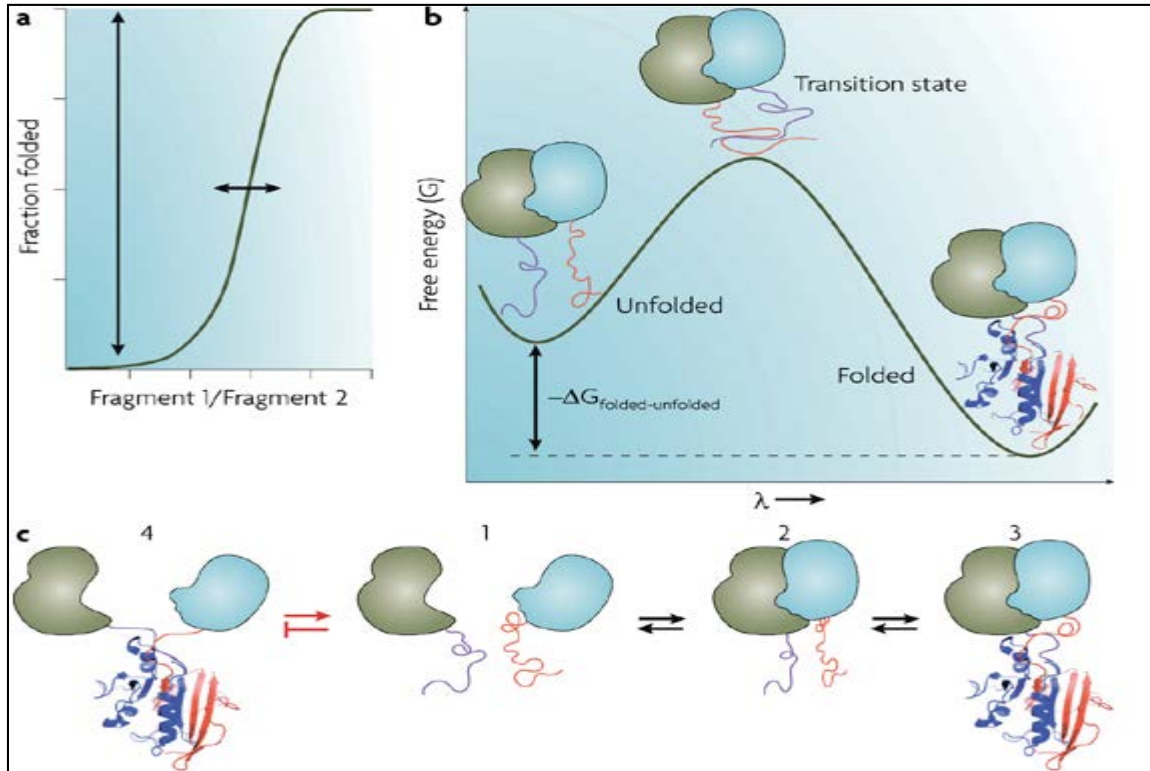 a
Fraction folded
Fragment 1/Fragment 2
b
Free energy (G)
Transition state
Unfolded
Folded
–ΔGfolded-unfolded
λ
c
4
1
2
3